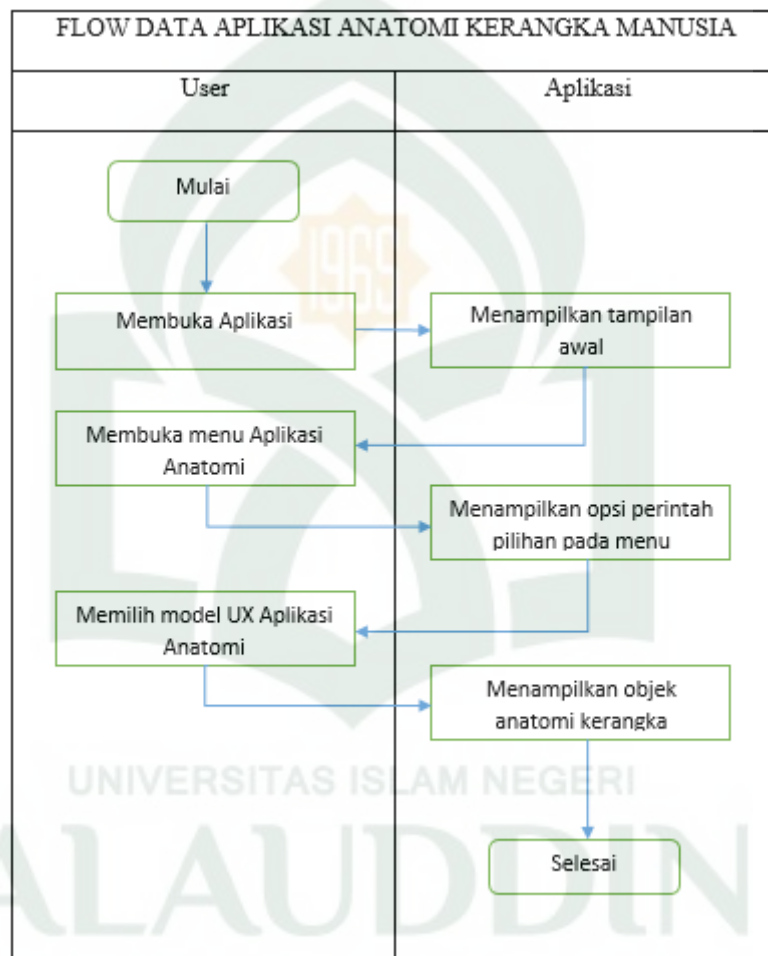 FLOW DATA APLIKASI ANATOMI KERANGKA MANUSIA
User
Aplikasi
Mulai
Membuka Aplikasi
Menampilkan tampilan
awal
Membuka menu Aplikasi
Anatomi
Menampilkan opsi perintah
pilihan pada menu
Memilih model UX Aplikasi
Anatomi
Menampilkan objek
anatomi kerangka
Selesai
1965
UNIVERSITAS ISLAM NEGERI
ALAUDDIN